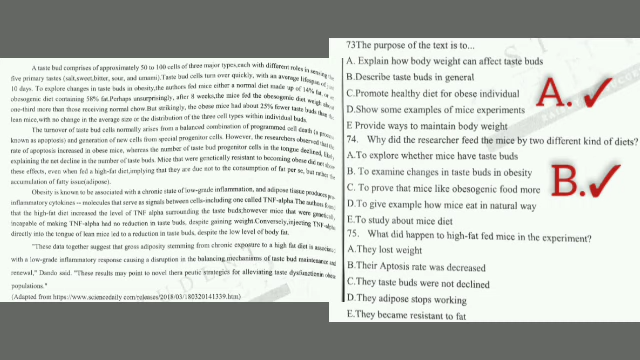 A taste bud comprises of approximately 50 to 100 cells of three major types,each with different roles in sensing the
five primary tastes (salt,sweet,bitter, sour, and umami).Taste bud cells turn over quickly, with an average lifespan of
10 days. To explore changes in taste buds in obesity,the authors fed mice either a normal diet made up of 14% fat, or an
obesogenic diet containing 58% fat.Perhaps unsurprisingly, after 8 weeks,the mice fed the obesogenic diet weigh about
one-third more than those receiving normal chow.But strikingly, the obese mice had about 25% fewer taste buds than the
lean mice,with no change in the average size or the distribution of the three cell types within individual buds.
The turnover of taste bud cells normally arises from a balanced combination of programmed cell death (a process
known as apoptosis) and generation of new cells from special progenitor cells. However, the researchers observed that the
rate of apoptosis increased in obese mice, whereas the number of taste bud progenitor cells in the tongue declined, likely
explaining the net decline in the number of taste buds. Mice that were genetically resistant to becoming obese did not show
these effects, even when fed a high-fat diet,implying that they are due not to the consumption of fat per se, but rather the
accumulation of fatty tissue(adipose).
Obesity is known to be associated with a chronic state of low-grade inflammation, and adipose tissue produces pro-
inflammatory cytokines -- molecules that serve as signals between cells-including one called TNF-alpha.The authors found
that the high-fat diet increased the level of TNF-alpha surrounding the taste buds;however mice that were genetically
incapable of making TNF-alpha had no reduction in taste buds, despite gaining weight.Conversely,injecting TNF-alpha
directly into the tongue of lean mice led to a reduction in taste buds, despite the low level of body fat.
"These data together suggest that gross adiposity stemming from chronic exposure to a high fat diet is associated
with a low-grade inflammatory response causing a disruption in the balancing mechanisms of taste bud maintenance and
renewal," Dando said. "These results may point to novel thera peutic strategies for alleviating taste dysfunction in obese
populations."
(Adapted from https://www.sciencedaily.com/releases/2018/03/180320141339.htm)
73The purpose of the text is to...
A. Explain how body weight can affect taste buds
B.Describe taste buds in general
C.Promote healthy diet for obese individual
D.Show some examples of mice experiments
E Provide ways to maintain body weight
A. ✓
74. Why did the researcher feed the mice by two different kind of diets?
A.To explore whether mice have taste buds
B. To examine changes in taste buds in obesity
C. To prove that mice like obesogenic food more
D.To give example how mice eat in natural way
E.To study about mice diet
B.✓
75. What did happen to high-fat fed mice in the experiment?
A.They lost weight
B.Their Aptosis rate was decreased
C.They taste buds were not declined
D.They adipose stops working
E.They became resistant to fat